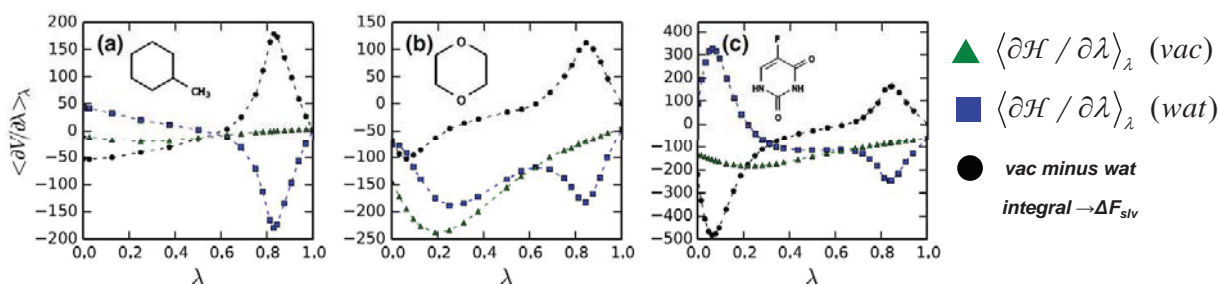 <∂V/∂λ>λ
200
150
100
50
0
−50
−100
−150
−200
0.0 0.2 0.4 0.6 0.8 1.0
λ
(a)
CH3
150
100
50
0
−50
−100
−150
−200
−250
0.0 0.2 0.4 0.6 0.8 1.0
λ
(b)
O
O
400
300
200
100
0
−100
−200
−300
−400
−500
0.0 0.2 0.4 0.6 0.8 1.0
λ
(c)
F
O
HN NH
O
⟨∂ℋ / ∂λ⟩λ (vac)
⟨∂ℋ / ∂λ⟩λ (wat)
vac minus wat
integral →ΔFslv